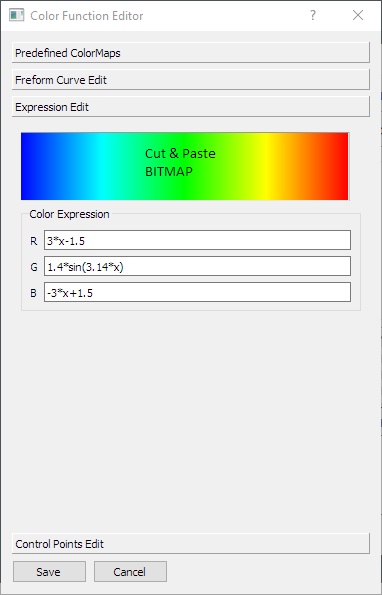 Color Function Editor
?
Predefined ColorMaps
Freform Curve Edit
Expression Edit
Cut & Paste
BITMAP
Color Expression
R 3*x-1.5
G 1.4*sin(3.14*x)
B -3*x+1.5
Control Points Edit
Save Cancel